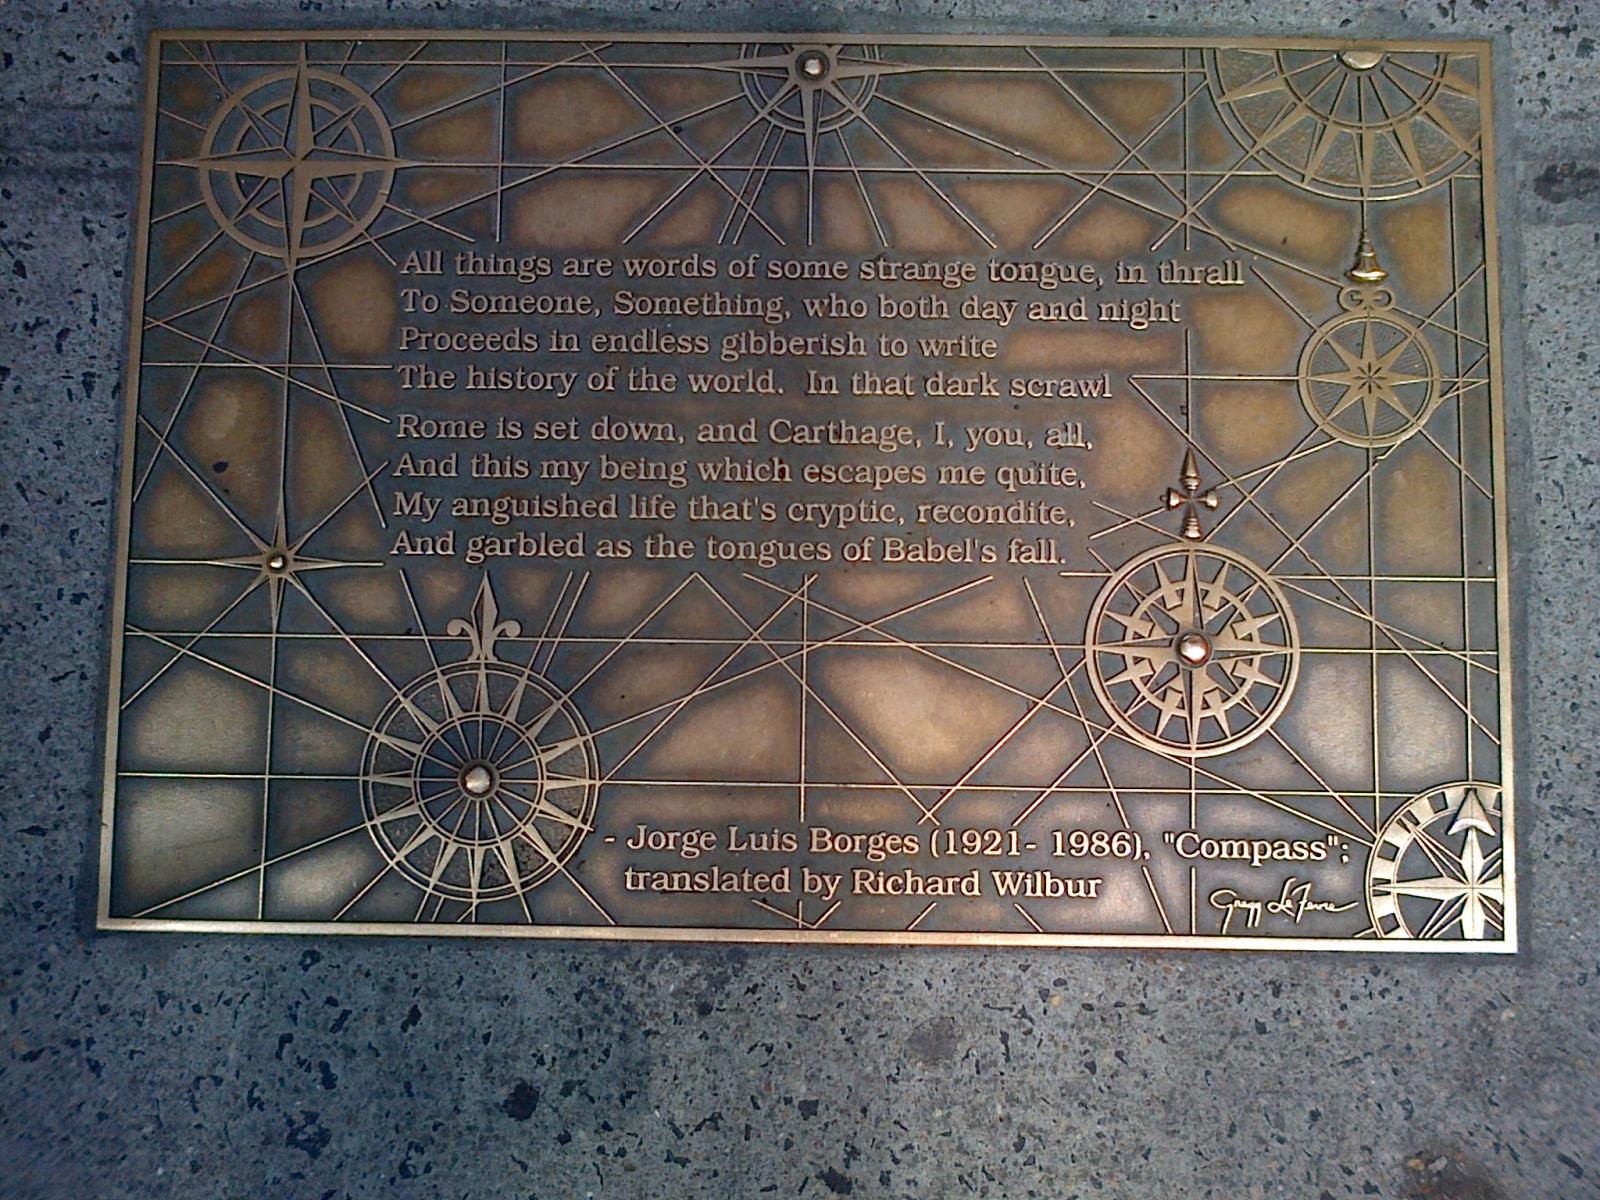 All things are words of some strange tongue, in thrall
To Someone, Something, who both day and night
Proceeds in endless gibberish to write
The history of the world. In that dark scrawl
Rome is set down, and Carthage, I, you, all,
And this my being which escapes me quite,
My anguished life that's cryptic, recondite,
And garbled as the tongues of Babel's fall.
- Jorge Luis Borges (1921- 1986), "Compass";
translated by Richard Wilbur
Gregg LeFevre